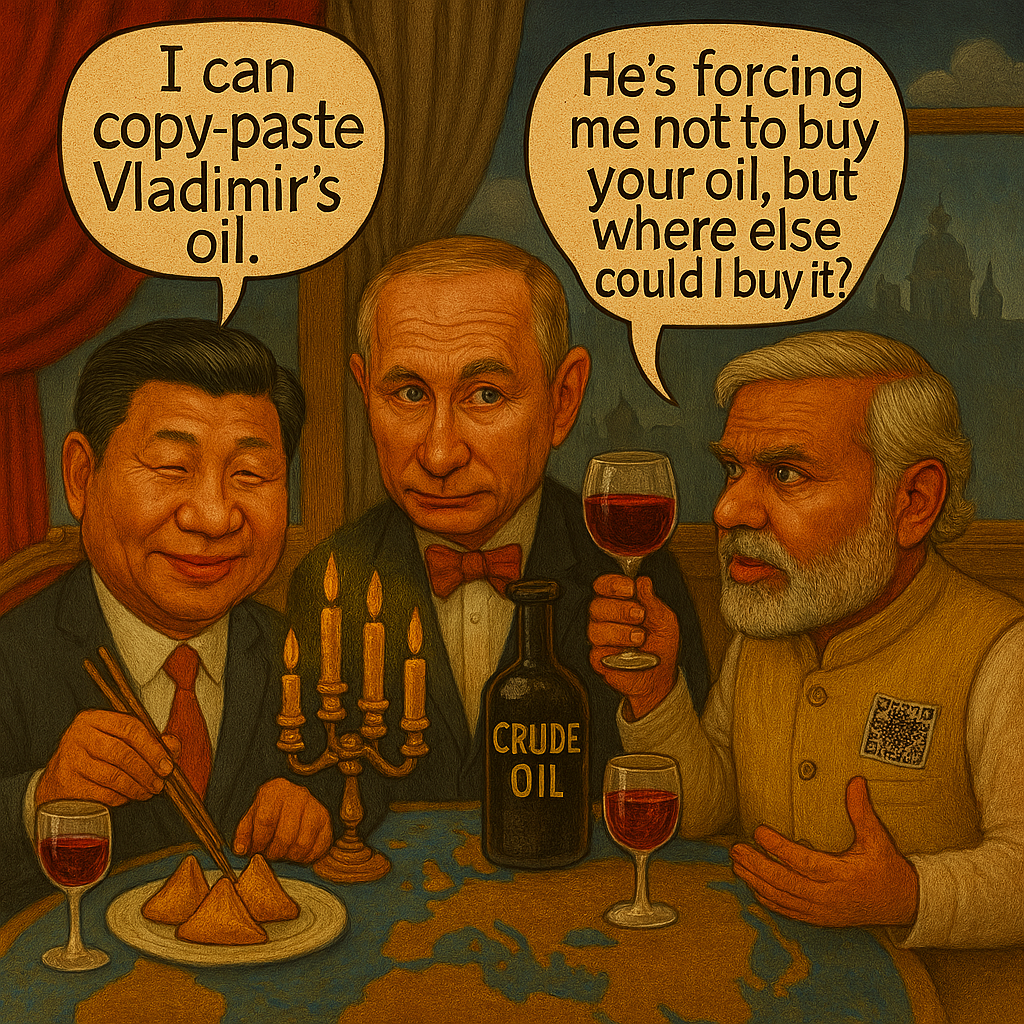 I can
copy-paste
Vladimir's
oil.
He's forcing
me not to buy
your oil, but
where else
could I buy it?
CRUDE
OIL